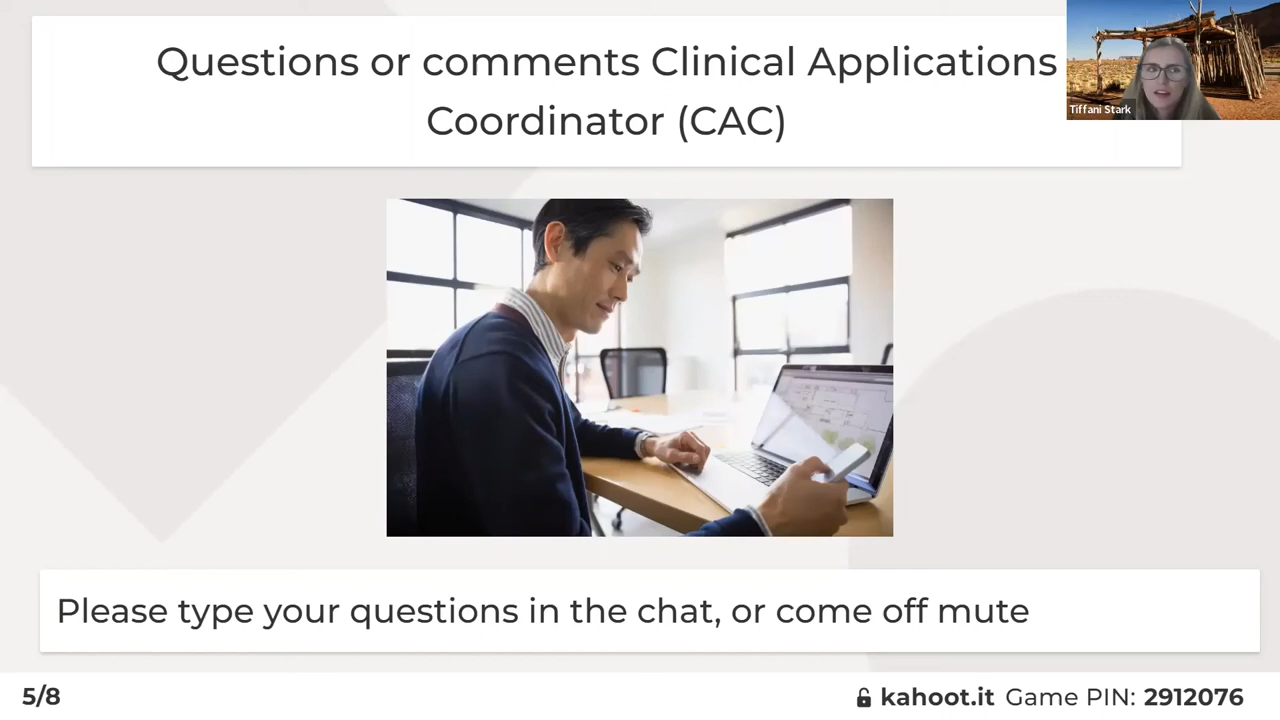 Questions or comments Clinical Applications
Coordinator (CAC)
Tiffani Stark
Please type your questions in the chat, or come off mute
5/8
kahoot.it Game PIN: 2912076